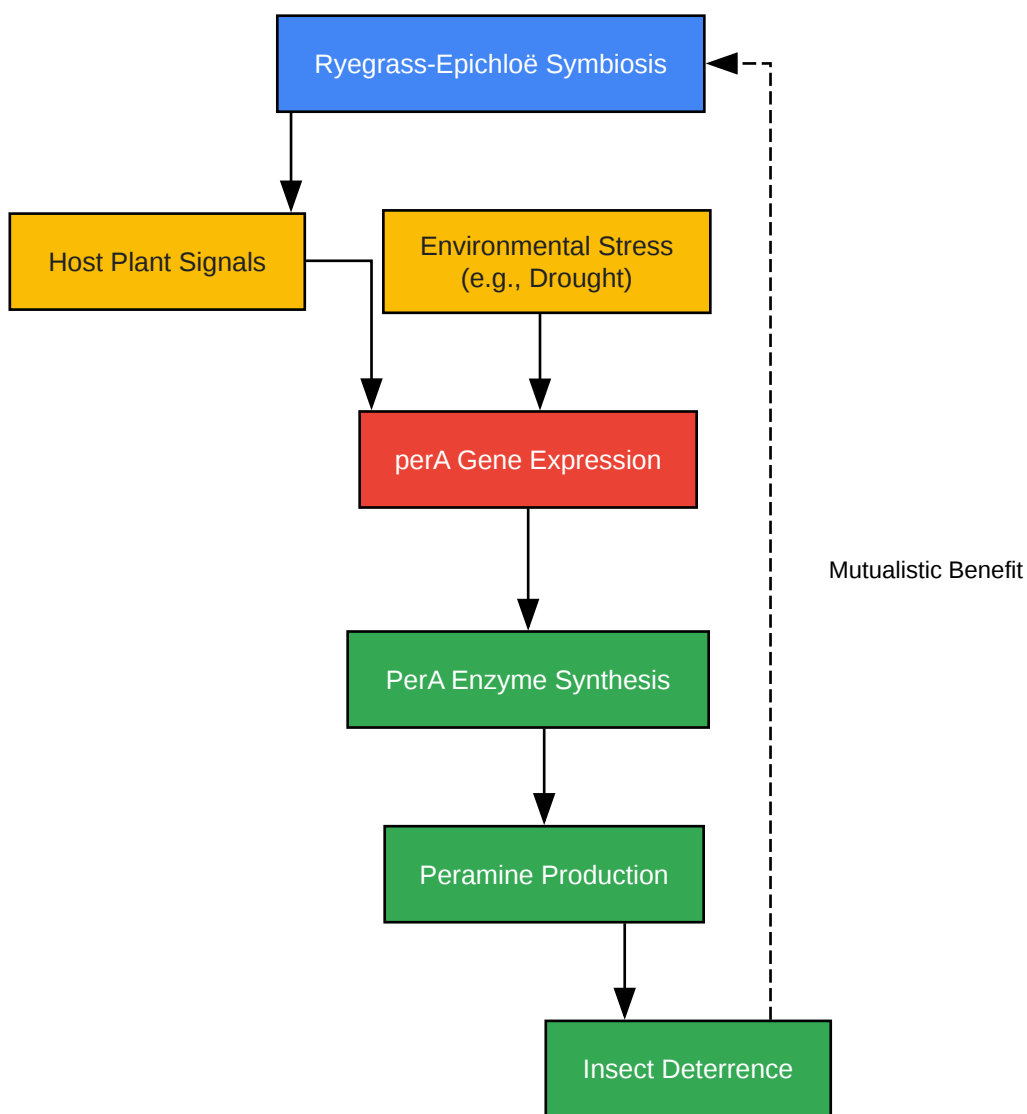 Ryegrass-Epichloë Symbiosis
Host Plant Signals
Environmental Stress
(e.g., Drought)
perA Gene Expression
Mutualistic Benefit
PerA Enzyme Synthesis
Peramine Production
Insect Deterrence